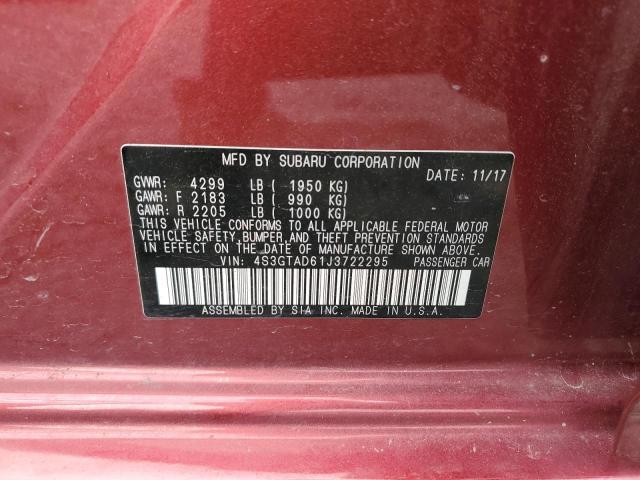 MFD BY SUBARU CORPORATION
DATE: 11/17
GVWR: 4299 LB ( 1950 KG)
GAWR: F 2183 LB ( 990 KG)
GAWR: R 2205 LB ( 1000 KG)
THIS VEHICLE CONFORMS TO ALL APPLICABLE FEDERAL MOTOR
VEHICLE SAFETY, BUMPER, AND THEFT PREVENTION STANDARDS
IN EFFECT ON THE DATE OF MANUFACTURE SHOWN ABOVE.
VIN: 4S3GTAD61J3722295 PASSENGER CAR
ASSEMBLED BY SIA INC. MADE IN U.S.A.